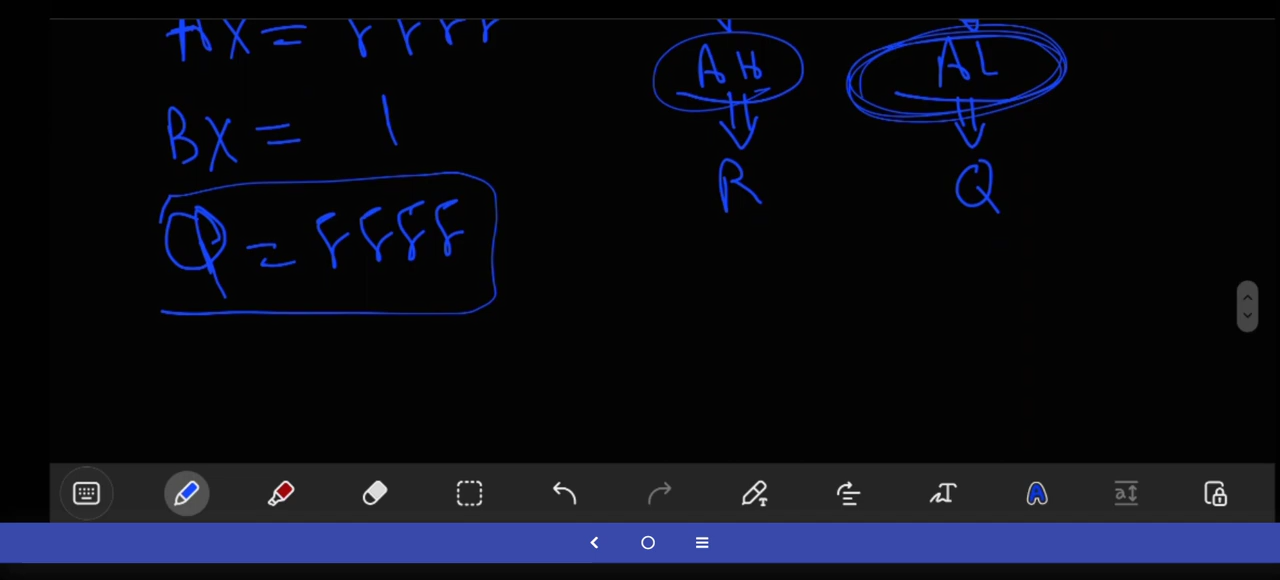 AX = FFFF
BX = 1
Q = FFFF
AH AL
R Q